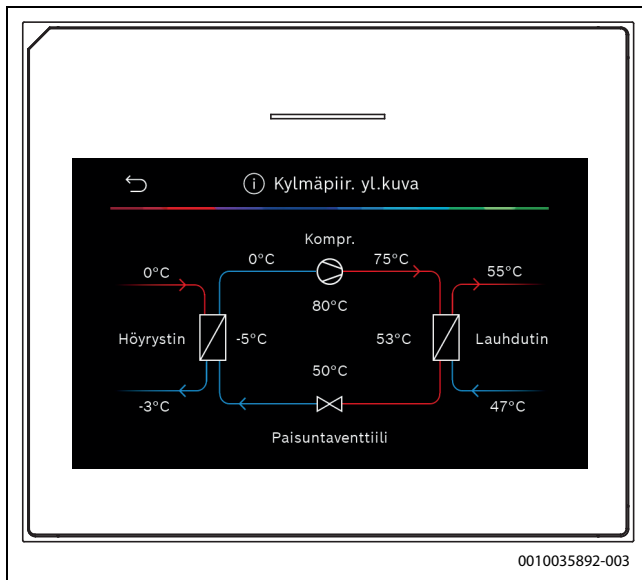 Kylmäpiir. yl.kuva
Kompr.
0°C
0°C
75°C
55°C
80°C
Höyrystin
-5°C
53°C
Lauhdutin
50°C
-3°C
47°C
Paisuntaventtiili
0010035892-003